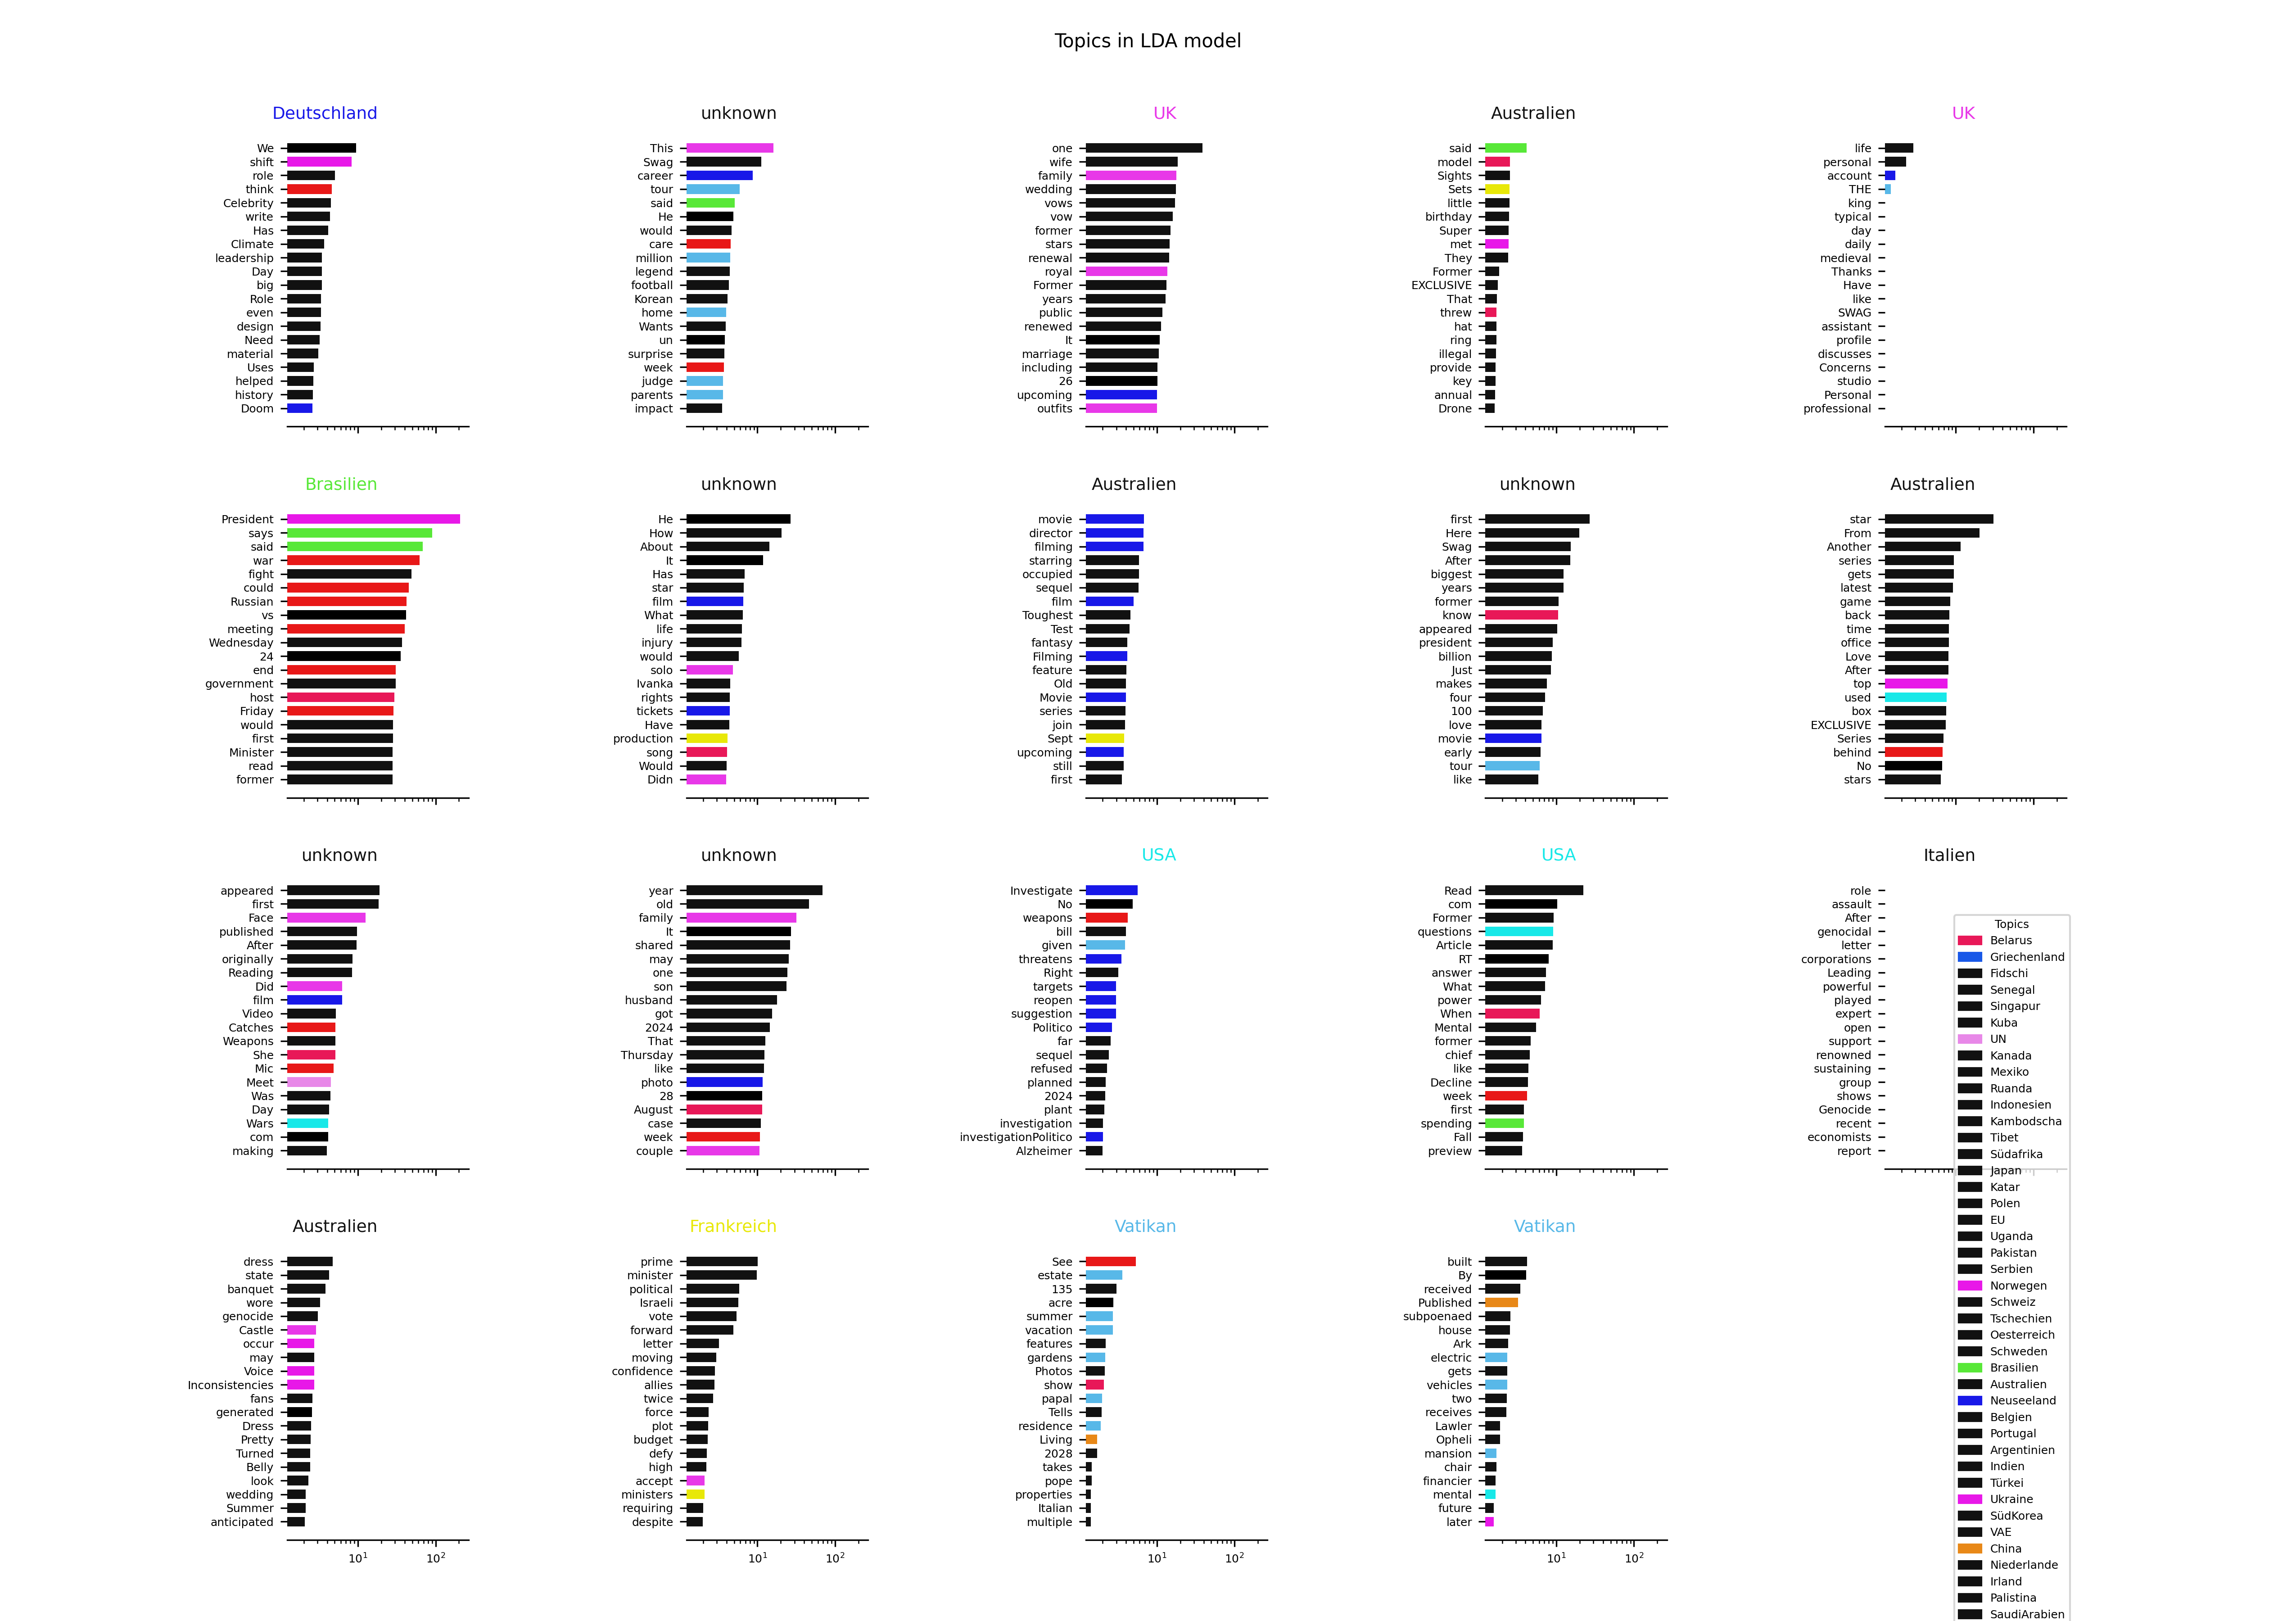 Topics in LDA model
Deutschland
We
shift
role
think
Celebrity
write
Has
Climate
leadership
Day
big
Role
even
design
Need
material
Uses
helped
history
Doom
unknown
This
Swag
career
tour
said
He
would
care
million
legend
football
Korean
home
Wants
un
surprise
week
judge
parents
impact
UK
one
wife
family
wedding
vows
vow
former
stars
renewal
royal
Former
years
public
renewed
It
marriage
including
26
upcoming
outfits
Australien
said
model
Sights
Sets
little
birthday
Super
met
They
Former
EXCLUSIVE
That
threw
hat
ring
illegal
provide
key
annual
Drone
UK
life
personal
account
THE
king
typical
day
daily
medieval
Thanks
Have
like
SWAG
assistant
profile
discusses
Concerns
studio
Personal
professional
Brasilien
President
says
said
war
fight
could
Russian
vs
meeting
Wednesday
24
end
government
host
Friday
would
first
Minister
read
former
unknown
He
How
About
It
Has
star
film
What
life
injury
would
solo
Ivanka
rights
tickets
Have
production
song
Would
Didn
Australien
movie
director
filming
starring
occupied
sequel
film
Toughest
Test
fantasy
Filming
feature
Old
Movie
series
join
Sept
upcoming
still
first
unknown
first
Here
Swag
After
biggest
years
former
know
appeared
president
billion
Just
makes
four
100
love
movie
early
tour
like
Australien
star
From
Another
series
gets
latest
game
back
time
office
Love
After
top
used
box
EXCLUSIVE
Series
behind
No
stars
unknown
appeared
first
Face
published
After
originally
Reading
Did
film
Video
Catches
Weapons
She
Mic
Meet
Was
Day
Wars
com
making
unknown
year
old
family
It
shared
may
one
son
husband
got
2024
That
Thursday
like
photo
28
August
case
week
couple
USA
Investigate
No
weapons
bill
given
threatens
Right
targets
reopen
suggestion
Politico
far
sequel
refused
planned
2024
plant
investigation
investigationPolitico
Alzheimer
USA
Read
com
Former
questions
Article
RT
answer
What
power
When
Mental
former
chief
like
Decline
week
first
spending
Fall
preview
Italien
role
assault
After
genocidal
letter
corporations
Leading
powerful
played
expert
open
support
renowned
sustaining
group
shows
Genocide
recent
economists
report
Australien
dress
state
banquet
wore
genocide
Castle
occur
may
Voice
Inconsistencies
fans
generated
Dress
Pretty
Turned
Belly
look
wedding
Summer
anticipated
10¹ 10²
Frankreich
prime
minister
political
Israeli
vote
forward
letter
moving
confidence
allies
twice
force
plot
budget
defy
high
accept
ministers
requiring
despite
10¹ 10²
Vatikan
See
estate
135
acre
summer
vacation
features
gardens
Photos
show
papal
Tells
residence
Living
2028
takes
pope
properties
Italian
multiple
10¹ 10²
Vatikan
built
By
received
Published
subpoenaed
house
Ark
electric
gets
vehicles
two
receives
Lawler
Opheli
mansion
chair
financier
mental
future
later
10¹ 10²
Topics
Belarus
Griechenland
Fidschi
Senegal
Singapur
Kuba
UN
Kanada
Mexiko
Ruanda
Indonesien
Kambodscha
Tibet
Südafrika
Japan
Katar
Polen
EU
Uganda
Pakistan
Serbien
Norwegen
Schweiz
Tschechien
Oesterreich
Schweden
Brasilien
Australien
Neuseeland
Belgien
Portugal
Argentinien
Indien
Türkei
Ukraine
SüdKorea
VAE
China
Niederlande
Irland
Palistina
SaudiArabien